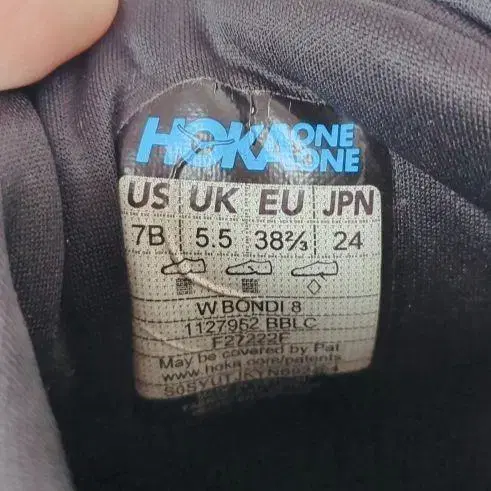 HOKA ONE ONE
US UK EU JPN
7B 5.5 38⅔ 24
W BONDI 8
1127952 BBLC
F27222F
May be covered by Pat
www.hoka.com/patents